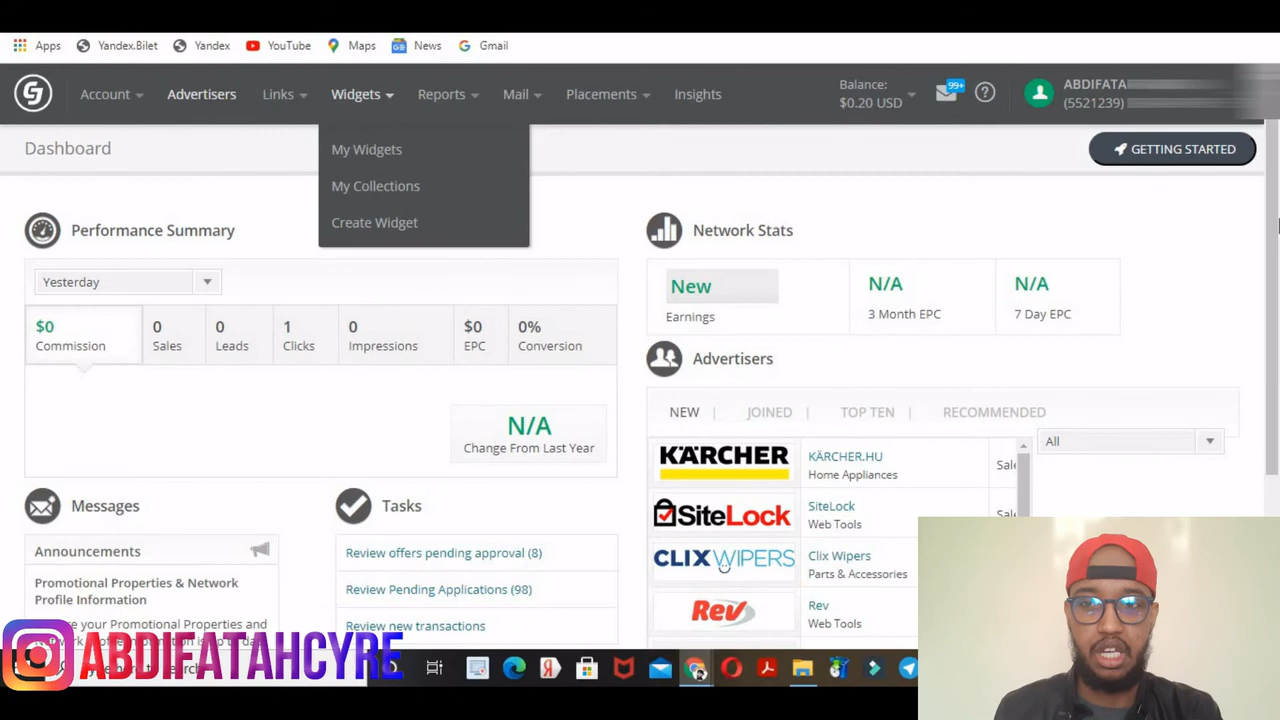 Apps Yandex.Bilet Yandex YouTube Maps News Gmail
Account Advertisers Links Widgets Reports Mail Placements Insights
Balance:
$0.20 USD
99+
ABDIFATA
(5521239)
My Widgets
My Collections
Create Widget
Dashboard
GETTING STARTED
Performance Summary
Yesterday
$0
Commission
0
Sales
0
Leads
1
Clicks
0
Impressions
$0
EPC
0%
Conversion
N/A
Change From Last Year
Network Stats
New
Earnings
N/A
3 Month EPC
N/A
7 Day EPC
Advertisers
NEW | JOINED | TOP TEN | RECOMMENDED
All
KÄRCHER
KÄRCHER.HU
Home Appliances
SiteLock
SiteLock
Web Tools
CLIXWIPERS
Clix Wipers
Parts & Accessories
Rev
Rev
Web Tools
Messages
Announcements
Promotional Properties & Network
Profile Information
Tasks
Review offers pending approval (8)
Review Pending Applications (98)
Review new transactions
ABDIFATAHCYRE